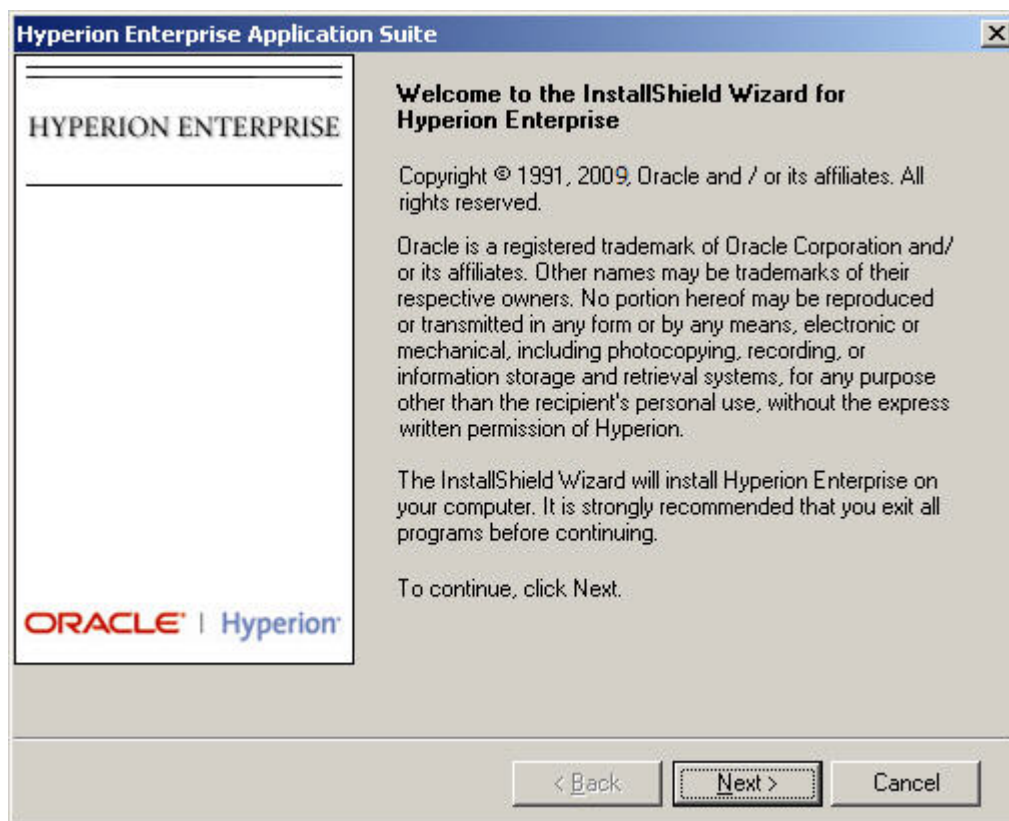 Hyperion Enterprise Application Suite
HYPERION ENTERPRISE
Welcome to the InstallShield Wizard for
Hyperion Enterprise
Copyright © 1991, 2009, Oracle and / or its affiliates. All
rights reserved.
Oracle is a registered trademark of Oracle Corporation and/
or its affiliates. Other names may be trademarks of their
respective owners. No portion hereof may be reproduced
or transmitted in any form or by any means, electronic or
mechanical, including photocopying, recording, or
information storage and retrieval systems, for any purpose
other than the recipient's personal use, without the express
written permission of Hyperion.
The InstallShield Wizard will install Hyperion Enterprise on
your computer. It is strongly recommended that you exit all
programs before continuing.
To continue, click Next.
ORACLE | Hyperion
< Back
Next >
Cancel